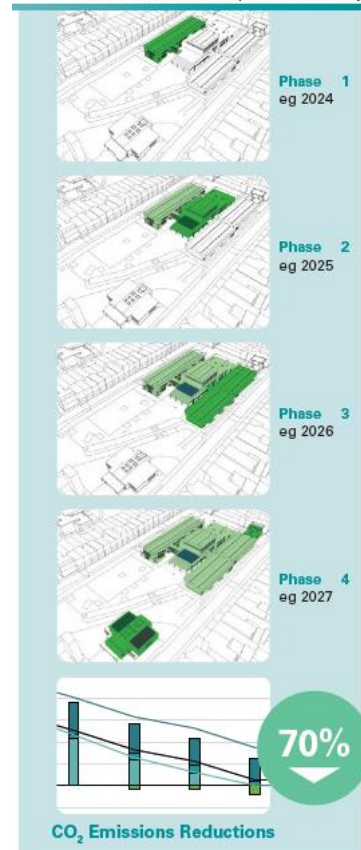 Phase 1
eg 2024
Phase 2
eg 2025
Phase 3
eg 2026
Phase 4
eg 2027
70%
CO₂ Emissions Reductions